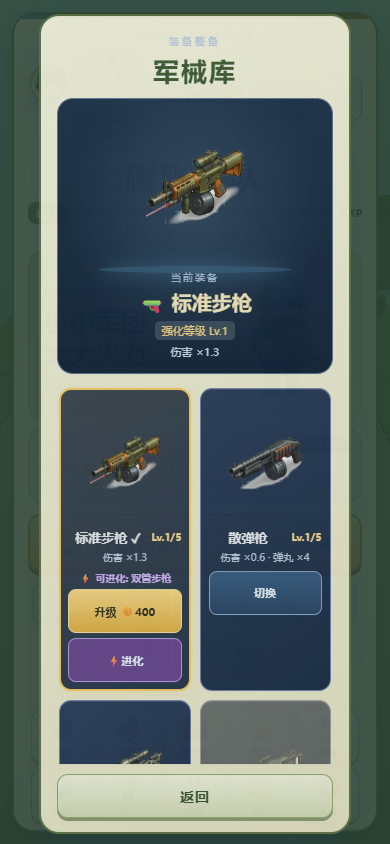 装备整备
军械库
当前装备
标准步枪
强化等级 Lv.1
伤害 ×1.3
标准步枪 ✓ Lv.1/5
伤害 ×1.3
可进化: 双管步枪
升级 400
进化
散弹枪 Lv.1/5
伤害 ×0.6 · 弹丸 ×4
切换
返回